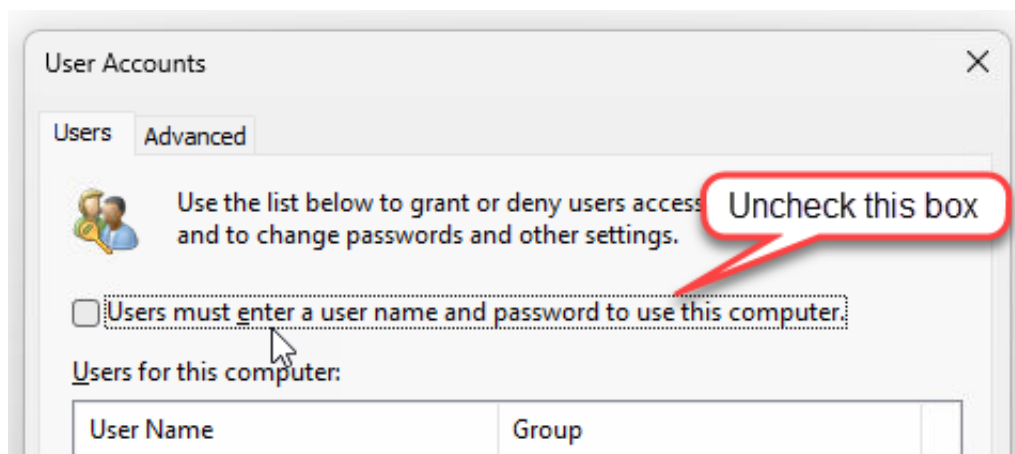 User Accounts
Users Advanced
Use the list below to grant or deny users access
and to change passwords and other settings.
Uncheck this box
Users must enter a user name and password to use this computer.
Users for this computer:
User Name Group